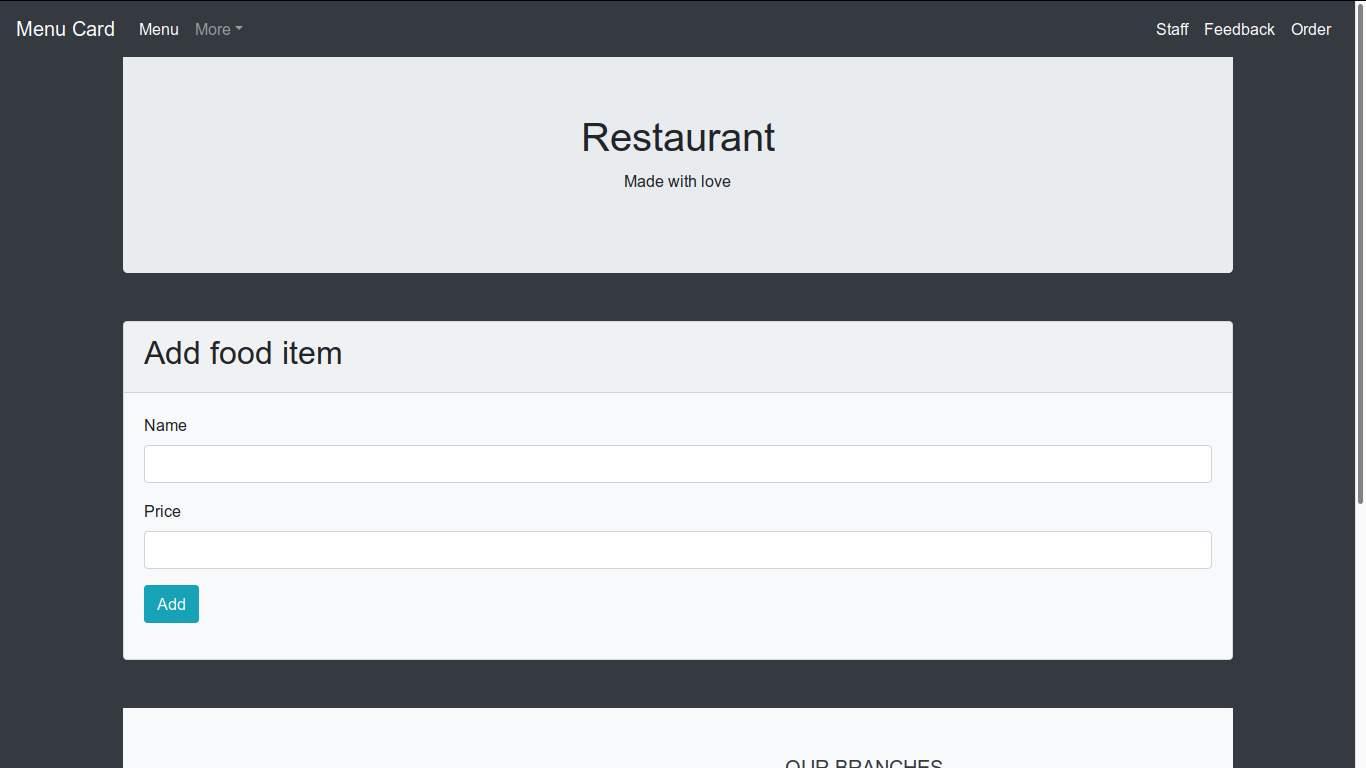 Menu Card Menu More Staff Feedback Order
Restaurant
Made with love
Add food item
Name
Price
Add
OUR BRANCHES